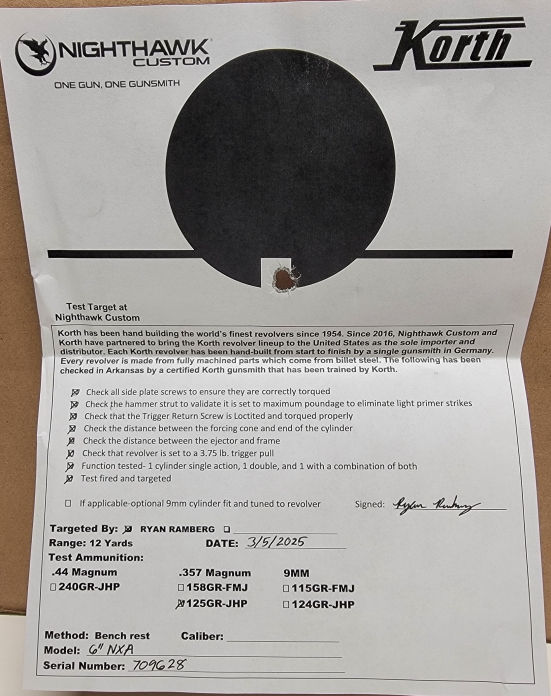 NIGHTHAWK
CUSTOM
ONE GUN, ONE GUNSMITH
Korth
Test Target at
Nighthawk Custom
Korth has been hand building the world's finest revolvers since 1954. Since 2016, Nighthawk Custom and
Korth have partnered to bring the Korth revolver lineup to the United States as the sole importer and
distributor. Each Korth revolver has been hand-built from start to finish by a single gunsmith in Germany.
Every revolver is made from fully machined parts which come from billet steel. The following has been
checked in Arkansas by a certified Korth gunsmith that has been trained by Korth.
Check all side plate screws to ensure they are correctly torqued
Check the hammer strut to validate it is set to maximum poundage to eliminate light primer strikes
Check that the Trigger Return Screw is Loctited and torqued properly
Check the distance between the forcing cone and end of the cylinder
Check the distance between the ejector and frame
Check that revolver is set to a 3.75 lb. trigger pull
Function tested- 1 cylinder single action, 1 double, and 1 with a combination of both
Test fired and targeted
If applicable-optional 9mm cylinder fit and tuned to revolver
Signed: Ryan Ramberg
Targeted By: RYAN RAMBERG
Range: 12 Yards DATE: 3/5/2025
Test Ammunition:
.44 Magnum .357 Magnum 9MM
240GR-JHP 158GR-FMJ 115GR-FMJ
125GR-JHP 124GR-JHP
Method: Bench rest Caliber:
Model: 6" NXA
Serial Number: 709628